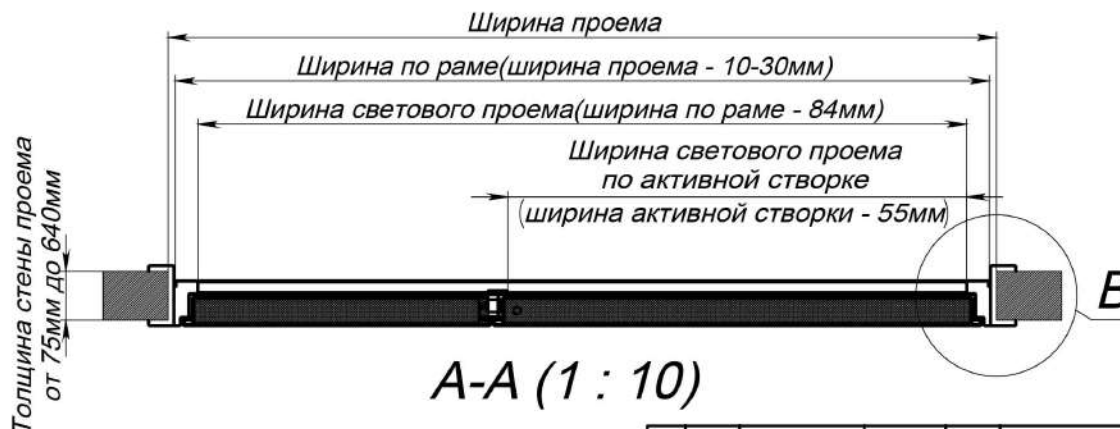 Ширина проема
Ширина по раме(ширина проема - 10-30мм)
Ширина светового проема(ширина по раме - 84мм)
Ширина светового проема
по активной створке
(ширина активной створки - 55мм)
Толщина стены проема
от 75мм до 640мм
А-А (1 : 10)